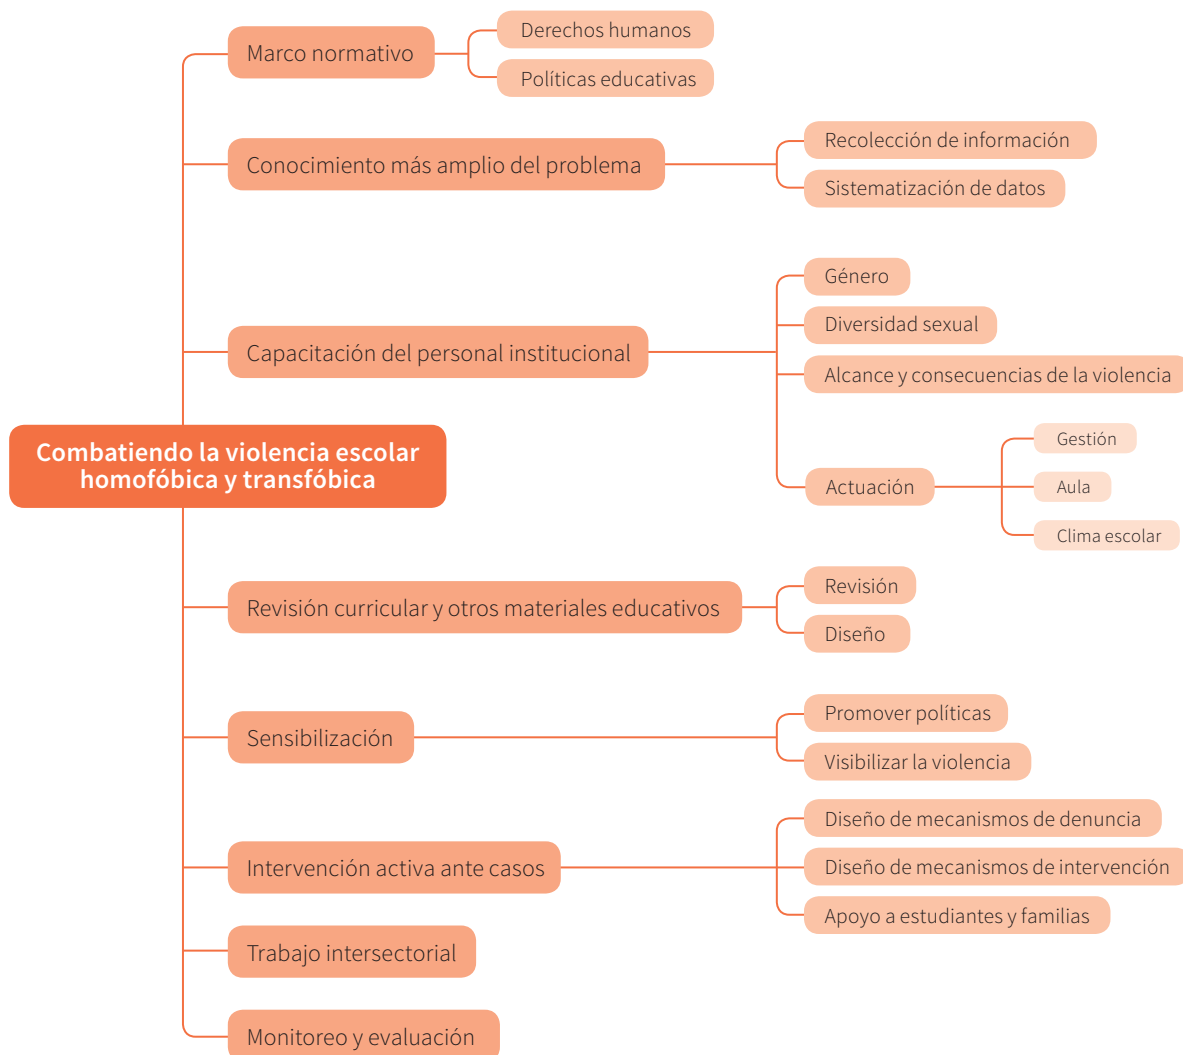 Marco normativo
Derechos humanos
Políticas educativas
Conocimiento más amplio del problema
Recolección de información
Sistematización de datos
Capacitación del personal institucional
Género
Diversidad sexual
Alcance y consecuencias de la violencia
Actuación
Gestión
Aula
Clima escolar
Combatiendo la violencia escolar
homofóbica y transfóbica
Revisión curricular y otros materiales educativos
Revisión
Diseño
Sensibilización
Promover políticas
Visibilizar la violencia
Intervención activa ante casos
Diseño de mecanismos de denuncia
Diseño de mecanismos de intervención
Apoyo a estudiantes y familias
Trabajo intersectorial
Monitoreo y evaluación